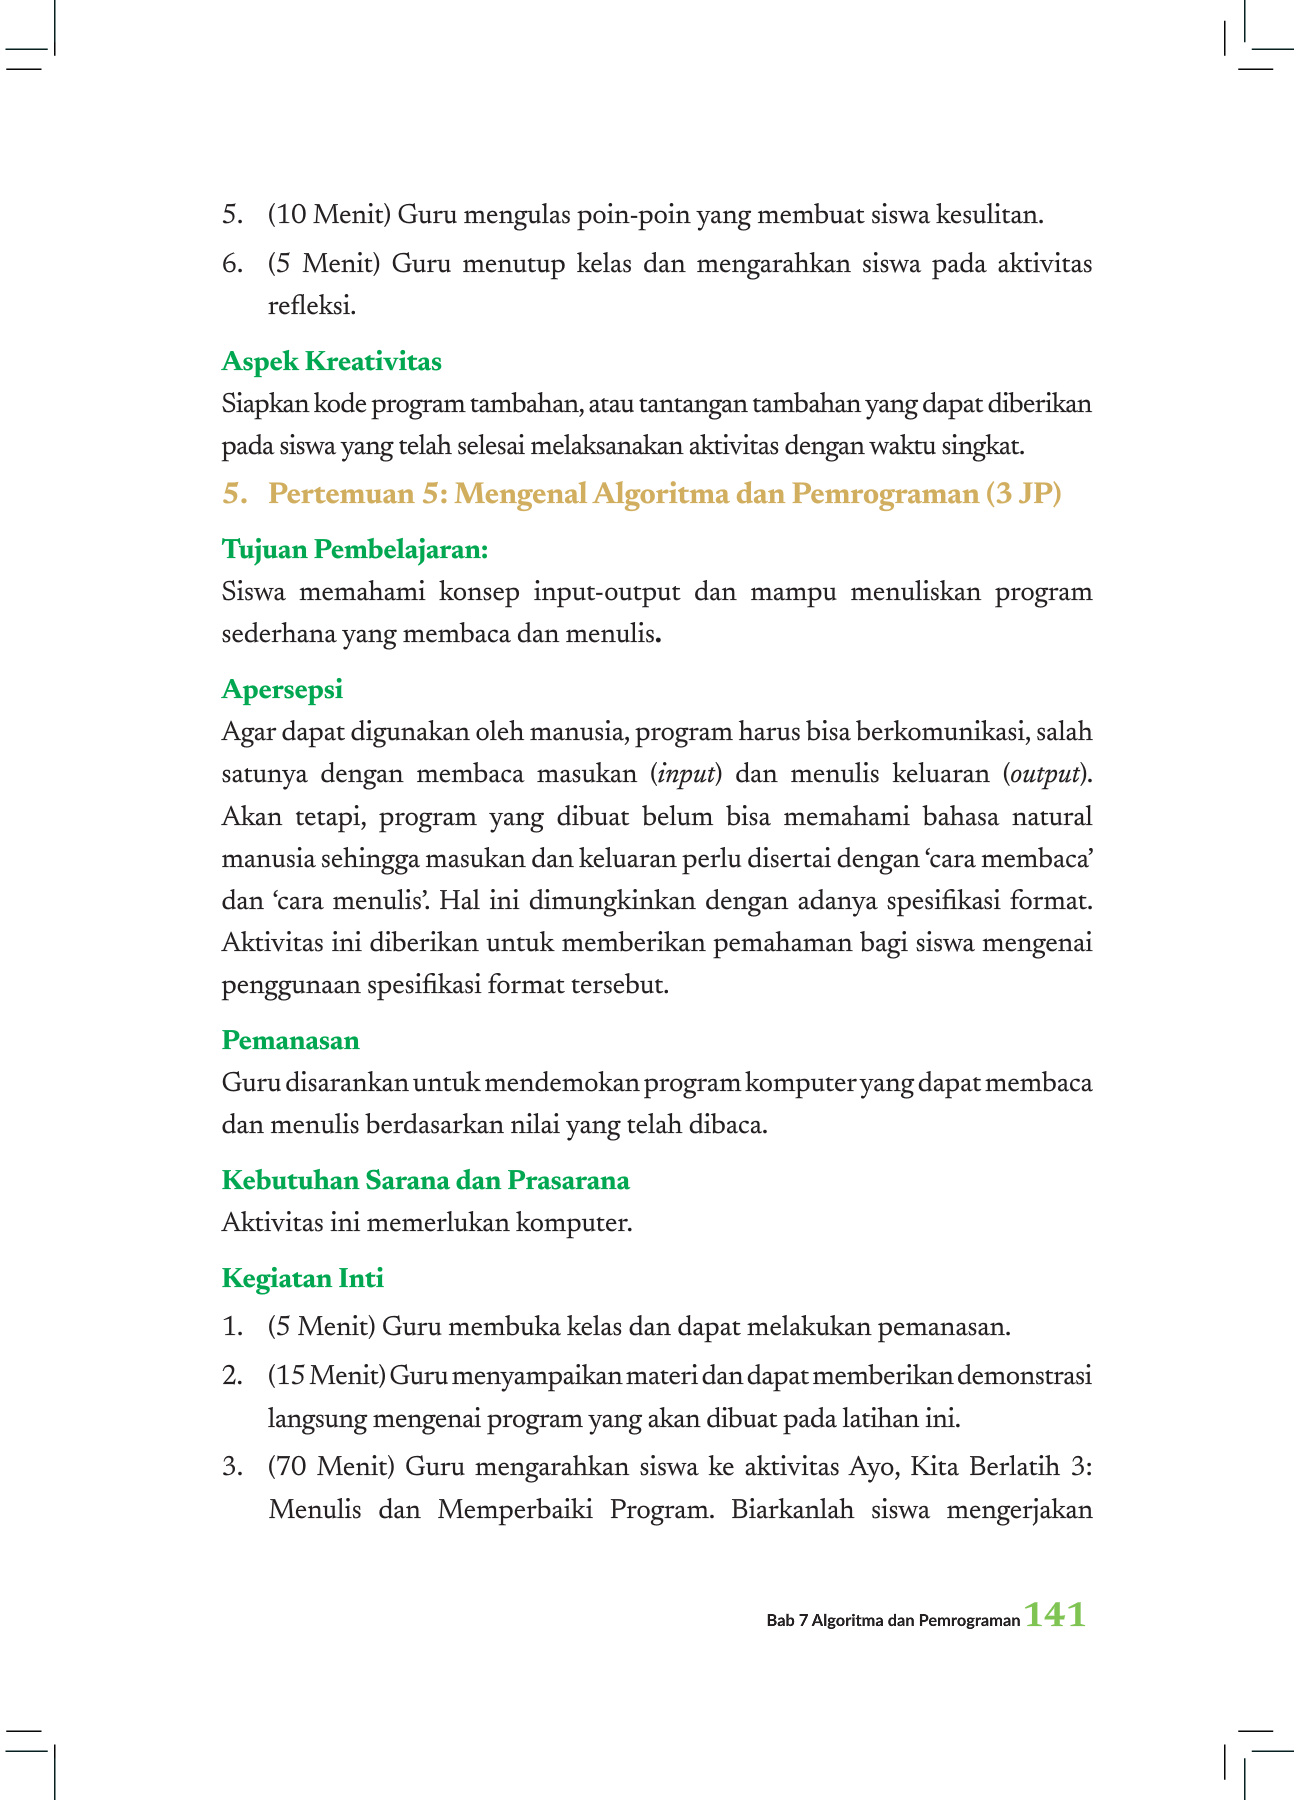 5. (10 Menit) Guru mengulas poin-poin yang membuat siswa kesulitan.
6. (5 Menit) Guru menutup kelas dan mengarahkan siswa pada aktivitas
refleksi.
Aspek Kreativitas
Siapkan kode program tambahan, atau tantangan tambahan yang dapat diberikan
pada siswa yang telah selesai melaksanakan aktivitas dengan waktu singkat.
5. Pertemuan 5: Mengenal Algoritma dan Pemrograman (3 JP)
Tujuan Pembelajaran:
Siswa memahami konsep input-output dan mampu menuliskan program
sederhana yang membaca dan menulis.
Apersepsi
Agar dapat digunakan oleh manusia, program harus bisa berkomunikasi, salah
satunya dengan membaca masukan (input) dan menulis keluaran (output).
Akan tetapi, program yang dibuat belum bisa memahami bahasa natural
manusia sehingga masukan dan keluaran perlu disertai dengan ‘cara membaca’
dan ‘cara menulis’. Hal ini dimungkinkan dengan adanya spesifikasi format.
Aktivitas ini diberikan untuk memberikan pemahaman bagi siswa mengenai
penggunaan spesifikasi format tersebut.
Pemanasan
Guru disarankan untuk mendemokan program komputer yang dapat membaca
dan menulis berdasarkan nilai yang telah dibaca.
Kebutuhan Sarana dan Prasarana
Aktivitas ini memerlukan komputer.
Kegiatan Inti
1. (5 Menit) Guru membuka kelas dan dapat melakukan pemanasan.
2. (15 Menit) Guru menyampaikan materi dan dapat memberikan demonstrasi
langsung mengenai program yang akan dibuat pada latihan ini.
3. (70 Menit) Guru mengarahkan siswa ke aktivitas Ayo, Kita Berlatih 3:
Menulis dan Memperbaiki Program. Biarkanlah siswa mengerjakan
Bab 7 Algoritma dan Pemrograman 141